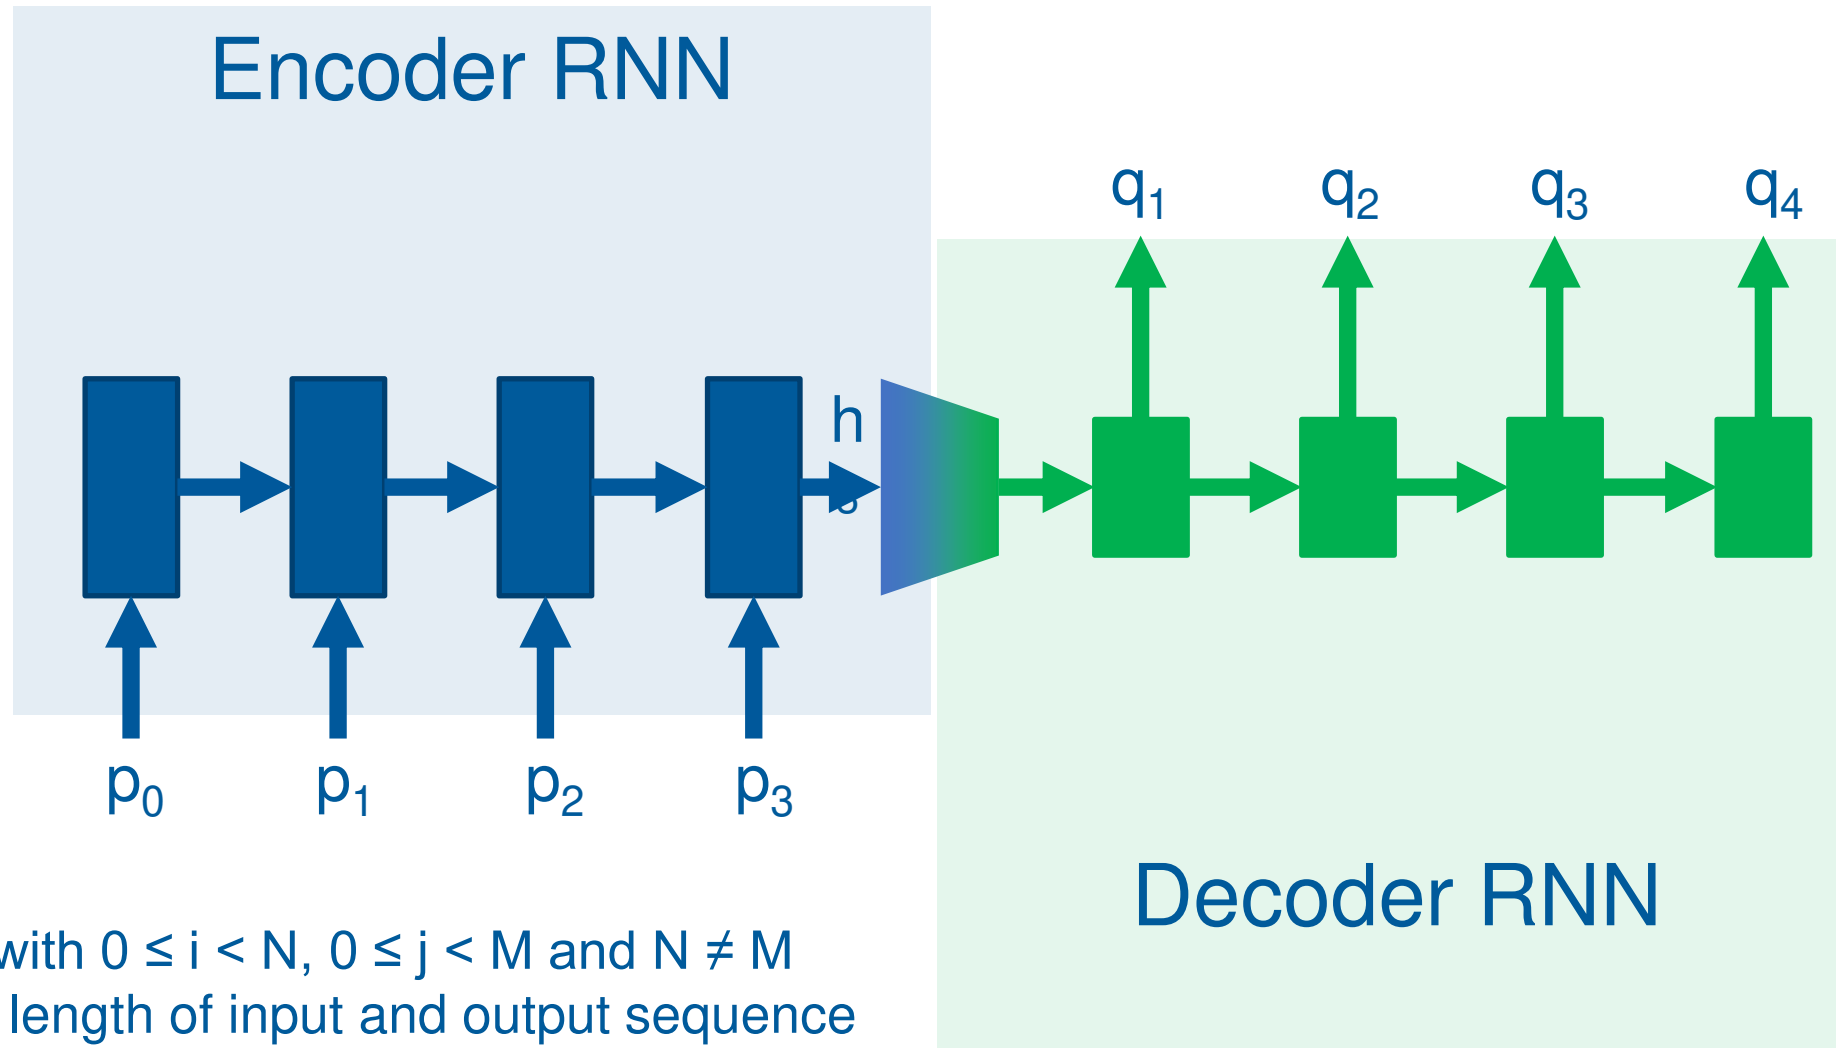 Encoder RNN
q₁ q₂ q₃ q₄
h
p₀ p₁ p₂ p₃
Decoder RNN
with 0 ≤ i < N, 0 ≤ j < M and N ≠ M
length of input and output sequence